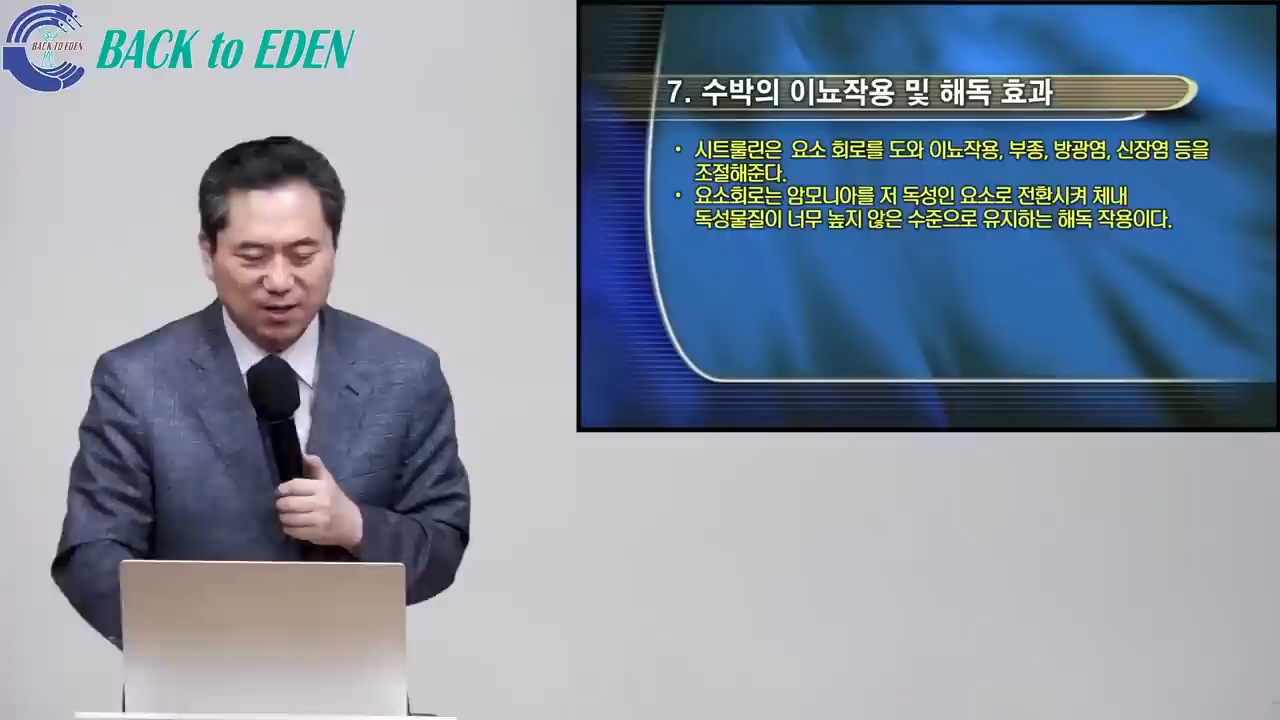 BACK TO EDEN
BACK to EDEN
7. 수박의 이뇨작용 및 해독 효과
• 시트룰린은 요소 회로를 도와 이뇨작용, 부종, 방광염, 신장염 등을
조절해준다.
• 요소회로는 암모니아를 저 독성인 요소로 전환시켜 체내
독성물질이 너무 높지 않은 수준으로 유지하는 해독 작용이다.